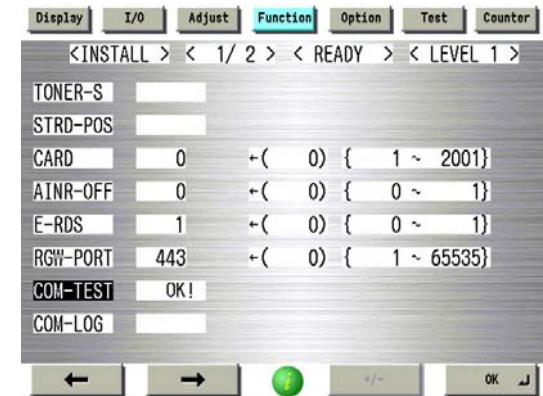 Display I/O Adjust Function Option Test Counter
<INSTALL > < 1/ 2 > < READY > < LEVEL 1 >
TONER-S
STRD-POS
CARD 0 ←( 0) { 1 ~ 2001}
AINR-OFF 0 ←( 0) { 0 ~ 1}
E-RDS 1 ←( 0) { 0 ~ 1}
RGW-PORT 443 ←( 0) { 1 ~ 65535}
COM-TEST OK!
COM-LOG
← → i +/- OK ↵